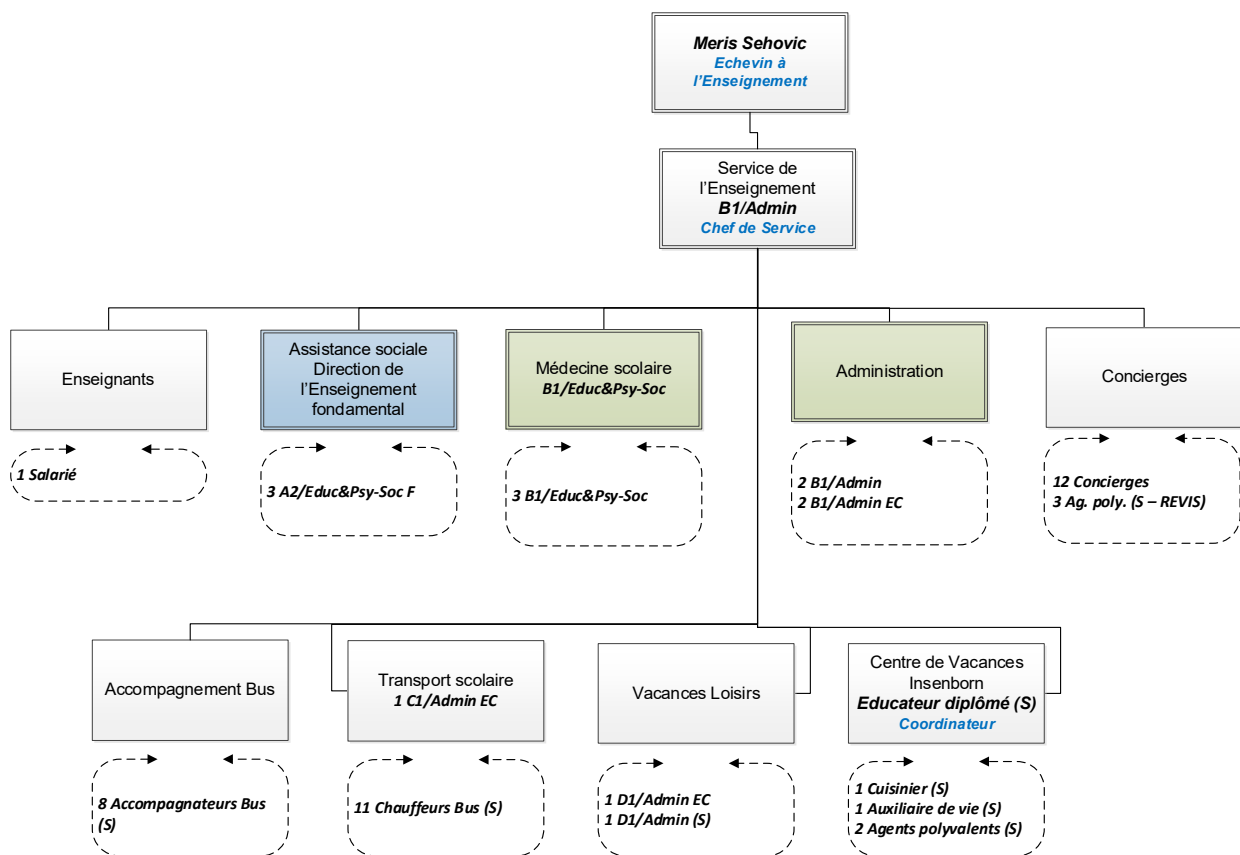 Meris Sehovic
Echevin à
l'Enseignement
Service de
l'Enseignement
B1/Admin
Chef de Service
Enseignants
Assistance sociale
Direction de
l'Enseignement
fondamental
Médecine scolaire
B1/Educ&Psy-Soc
Administration
Concierges
1 Salarié
3 A2/Educ&Psy-Soc F
3 B1/Educ&Psy-Soc
2 B1/Admin
2 B1/Admin EC
12 Concierges
3 Ag. poly. (S – REVIS)
Accompagnement Bus
Transport scolaire
1 C1/Admin EC
Vacances Loisirs
Centre de Vacances
Insenborn
Educateur diplômé (S)
Coordinateur
8 Accompagnateurs Bus
(S)
11 Chauffeurs Bus (S)
1 D1/Admin EC
1 D1/Admin (S)
1 Cuisinier (S)
1 Auxiliaire de vie (S)
2 Agents polyvalents (S)